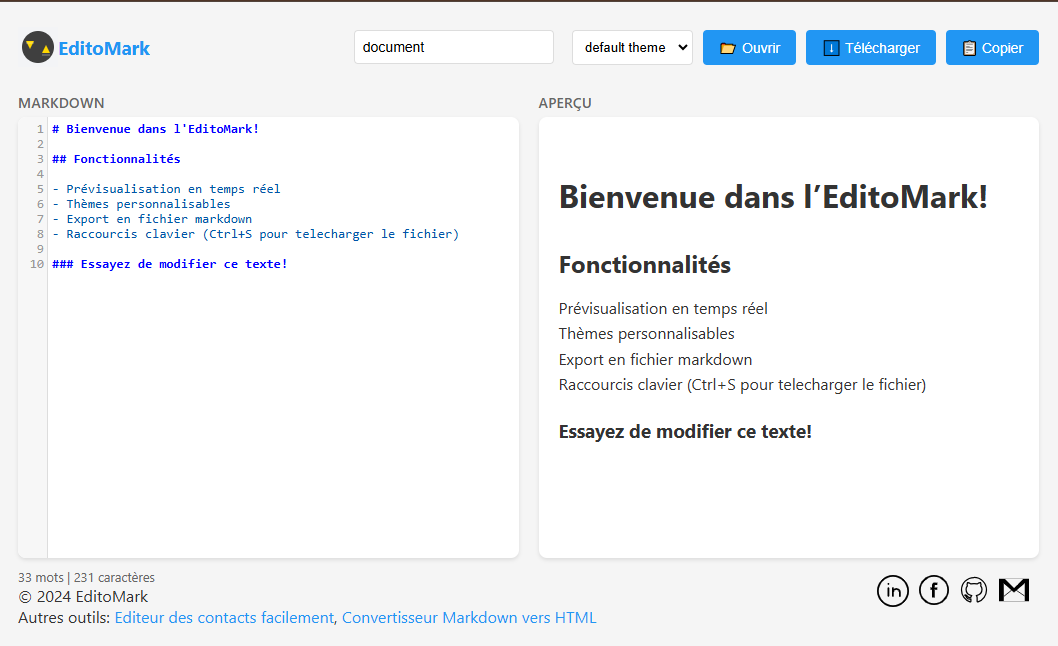 EditoMark
document
default theme
Ouvrir
Télécharger
Copier
MARKDOWN
1 # Bienvenue dans l'EditoMark!
2
3 ## Fonctionnalités
4
5 - Prévisualisation en temps réel
6 - Thèmes personnalisables
7 - Export en fichier markdown
8 - Raccourcis clavier (Ctrl+S pour telecharger le fichier)
9
10 ### Essayez de modifier ce texte!
APERÇU
Bienvenue dans l’EditoMark!
Fonctionnalités
Prévisualisation en temps réel
Thèmes personnalisables
Export en fichier markdown
Raccourcis clavier (Ctrl+S pour telecharger le fichier)
Essayez de modifier ce texte!
33 mots | 231 caractères
© 2024 EditoMark
Autres outils: Editeur des contacts facilement, Convertisseur Markdown vers HTML
in
f
M